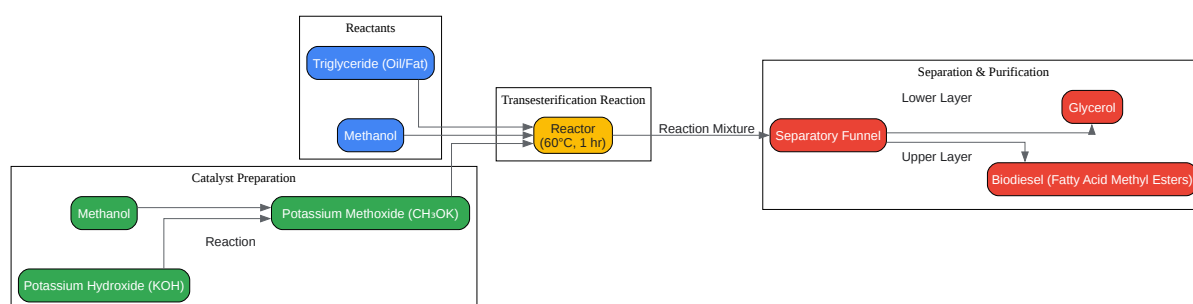 Reactants
Triglyceride (Oil/Fat)
Methanol
Catalyst Preparation
Methanol
Potassium Methoxide (CH₃OK)
Reaction
Potassium Hydroxide (KOH)
Transesterification Reaction
Reactor
(60°C, 1 hr)
Reaction Mixture
Separation & Purification
Lower Layer
Glycerol
Separatory Funnel
Upper Layer
Biodiesel (Fatty Acid Methyl Esters)